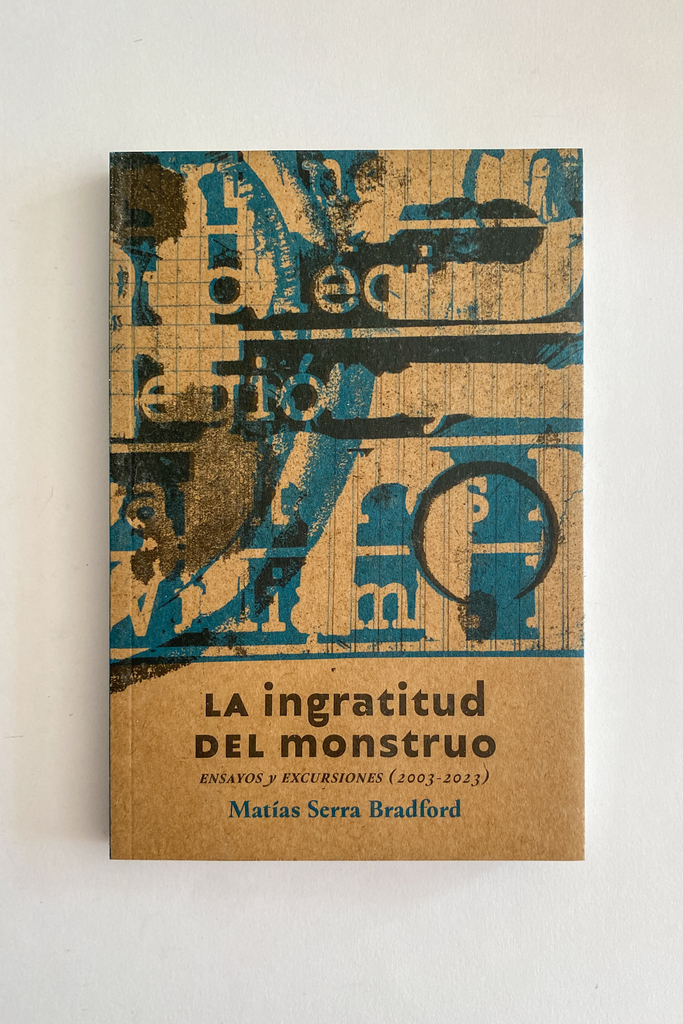 LA ingratitud
DEL monstruo
ENSAYOS y EXCURSIONES (2003-2023)
Matías Serra Bradford